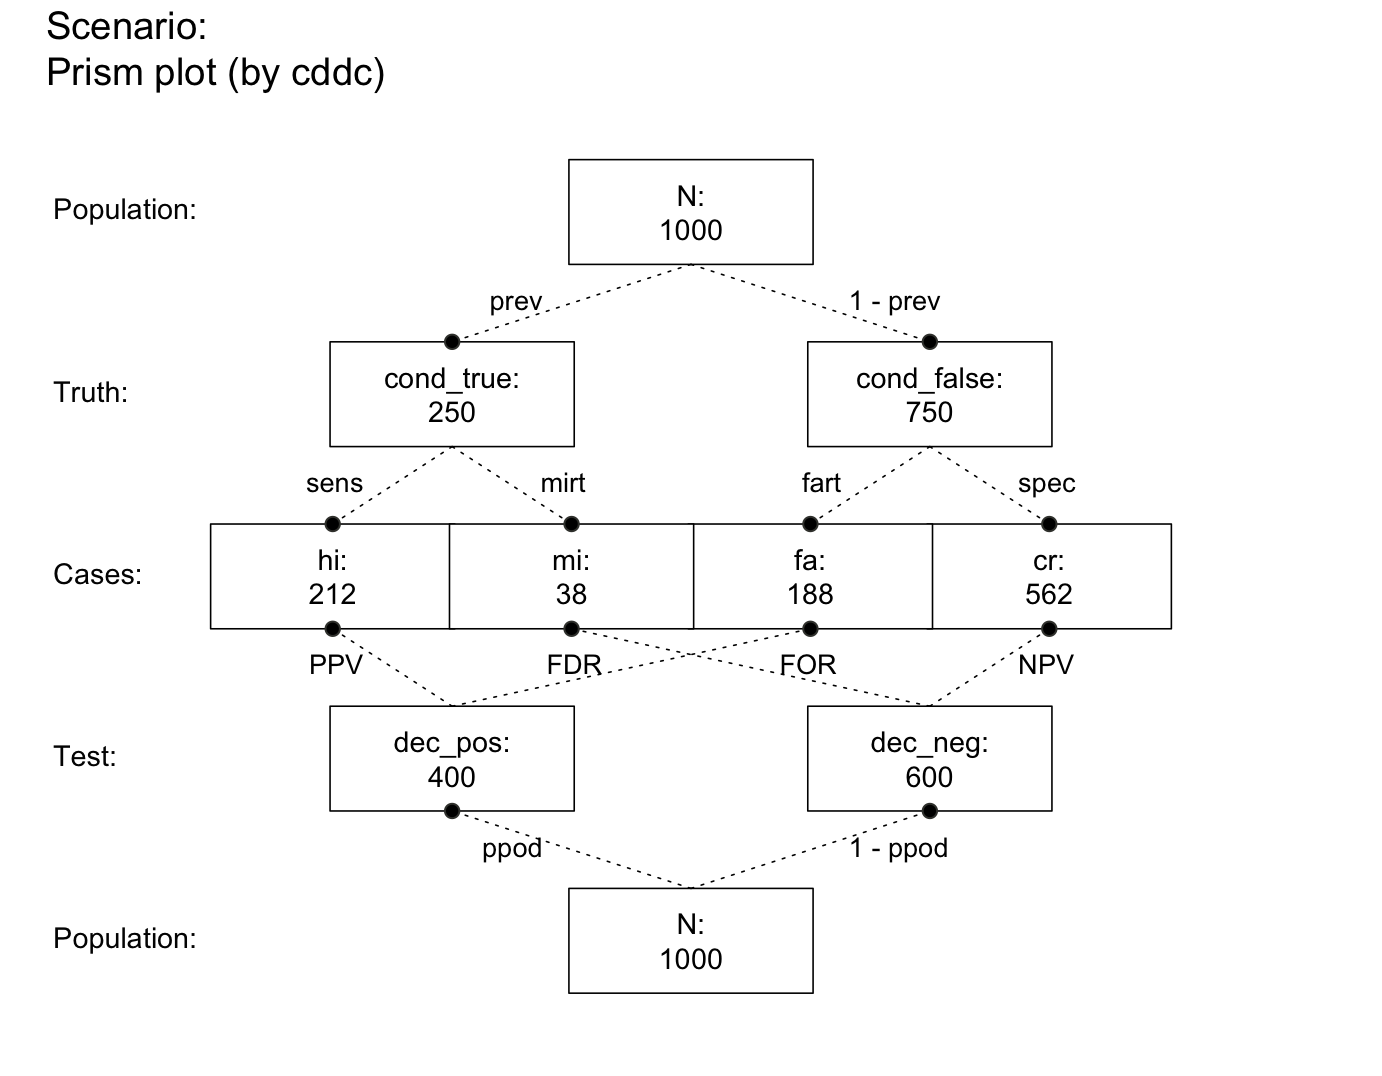 Scenario:
Prism plot (by cddc)
Population:
N:
1000
prev
1 - prev
Truth:
cond_true:
250
cond_false:
750
sens
mirt
fart
spec
Cases:
hi:
212
mi:
38
fa:
188
cr:
562
PPV
FDR
FOR
NPV
Test:
dec_pos:
400
dec_neg:
600
ppod
1 - ppod
Population:
N:
1000